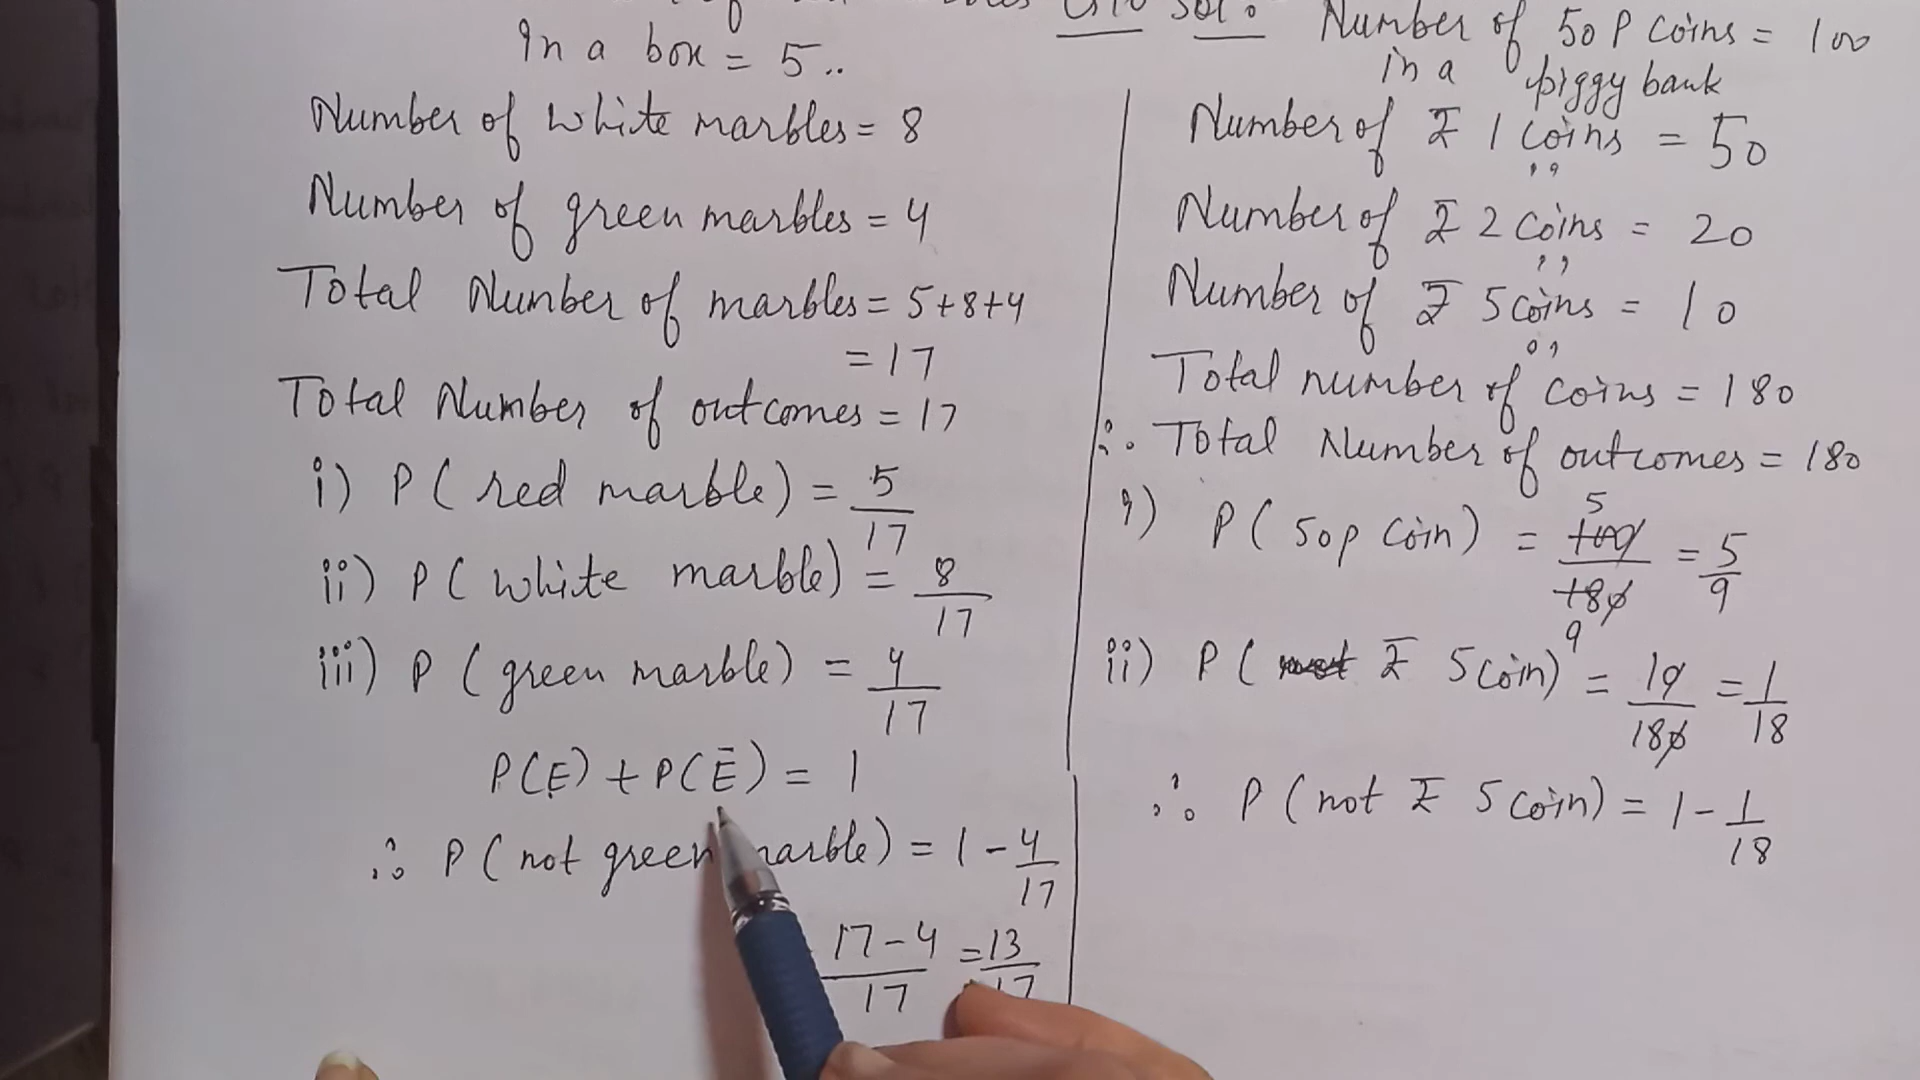 in a box = 5..
Number of white marbles = 8
Number of green marbles = 4
Total Number of marbles = 5+8+4
= 17
Total Number of outcomes = 17
i) P( red marble) = 5/17
ii) P( white marble) = 8/17
iii) P( green marble) = 4/17
P(E) + P(Ē) = 1
∴ P( not green marble) = 1 - 4/17
17-4/17 = 13/17
Sol. Number of 50 P coins = 100
in a piggy bank
Number of ₹ 1 coins = 50
,,
Number of ₹ 2 coins = 20
,,
Number of ₹ 5 coins = 10
,,
Total number of coins = 180
∴ Total Number of outcomes = 180
i) P( 50p coin) = 100/180 = 5/9
5
9
ii) P( ₹ 5 coin) = 10/180 = 1/18
∴ P( not ₹ 5 coin) = 1 - 1/18